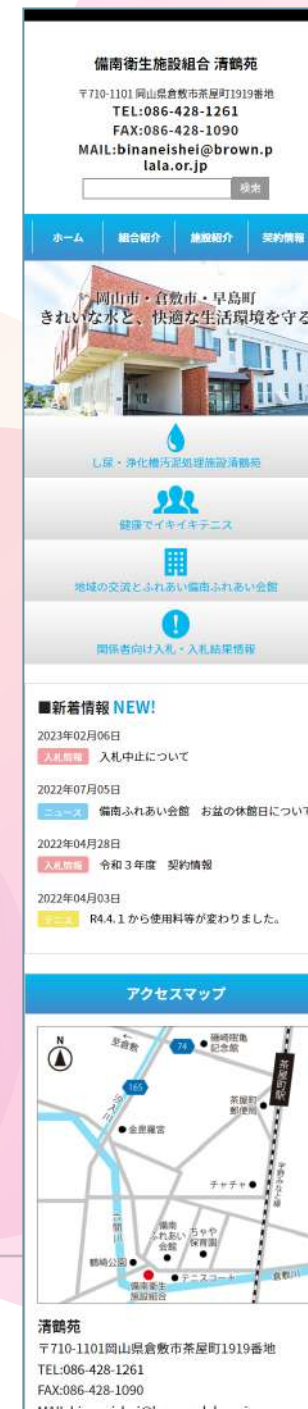 備南衛生施設組合 清鶴苑
〒710-1101 岡山県倉敷市茶屋町1919番地
TEL:086-428-1261
FAX:086-428-1090
MAIL:binaneishei@brown.p
lala.or.jp
検索
ホーム 組合紹介 施設紹介 契約情報
岡山市・倉敷市・早島町
きれいな水と、快適な生活環境を守る
し尿・浄化槽汚泥処理施設清鶴苑
健康でイキイキテニス
地域の交流とふれあい備南ふれあい会館
関係者向け入札・入札結果情報
■新着情報 NEW!
2023年02月06日
入札情報 入札中止について
2022年07月05日
ニュース 備南ふれあい会館 お盆の休館日につい
2022年04月28日
入札情報 令和３年度 契約情報
2022年04月03日
テニス R4.4.１から使用料等が変わりました。
アクセスマップ
N
至倉敷
74
磯崎眠亀
記念館
茶屋町駅
165
汐入川
茶屋町
郵便局
金毘羅宮
宇野みなと線
チャチャ
六間川
備南
ふれあい
会館
ちゃや
保育園
鶴崎公園
テニスコート
倉敷川
備南衛生
施設組合
清鶴苑
〒710-1101岡山県倉敷市茶屋町1919番地
TEL:086-428-1261
FAX:086-428-1090